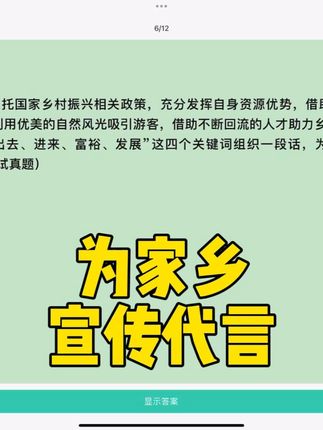 6/12
托国家乡村振兴相关政策，充分发挥自身资源优势，借
利用优美的自然风光吸引游客，借助不断回流的人才助力乡
出去、进来、富裕、发展”这四个关键词组织一段话，为
试真题）
为家乡
宣传代言
显示答案